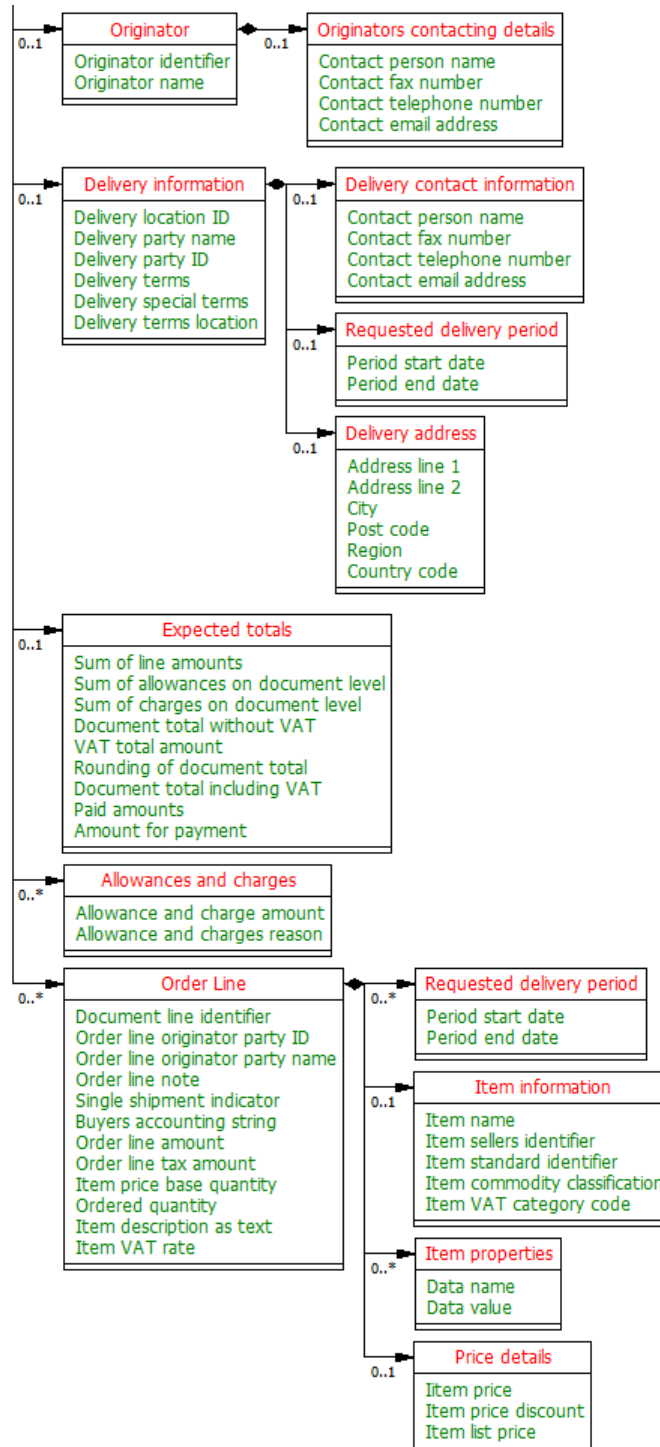 Originator
0..1
Originator identifier
Originator name
Originators contacting details
0..1
Contact person name
Contact fax number
Contact telephone number
Contact email address
Delivery information
0..1
Delivery location ID
Delivery party name
Delivery party ID
Delivery terms
Delivery special terms
Delivery terms location
Delivery contact information
0..1
Contact person name
Contact fax number
Contact telephone number
Contact email address
Requested delivery period
0..1
Period start date
Period end date
Delivery address
0..1
Address line 1
Address line 2
City
Post code
Region
Country code
Expected totals
0..1
Sum of line amounts
Sum of allowances on document level
Sum of charges on document level
Document total without VAT
VAT total amount
Rounding of document total
Document total including VAT
Paid amounts
Amount for payment
Allowances and charges
0..*
Allowance and charge amount
Allowance and charges reason
Order Line
0..*
Document line identifier
Order line originator party ID
Order line originator party name
Order line note
Single shipment indicator
Buyers accounting string
Order line amount
Order line tax amount
Item price base quantity
Ordered quantity
Item description as text
Item VAT rate
Requested delivery period
0..*
Period start date
Period end date
Item information
0..1
Item name
Item sellers identifier
Item standard identifier
Item commodity classification
Item VAT category code
Item properties
0..*
Data name
Data value
Price details
0..1
Iitem price
Item price discount
Item list price